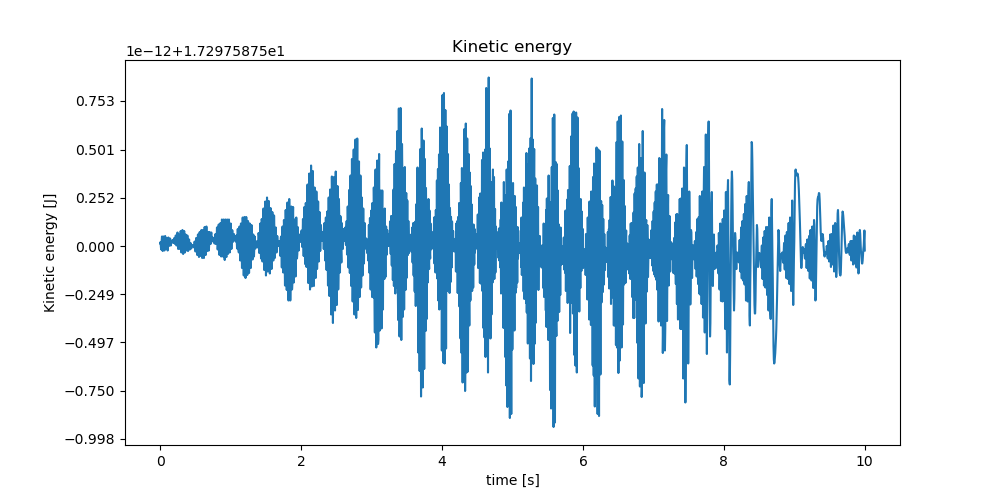 Kinetic energy
1e−12+1.72975875e1
0.753
0.501
0.252
0.000
−0.249
−0.497
−0.750
−0.998
Kinetic energy [J]
0 2 4 6 8 10
time [s]